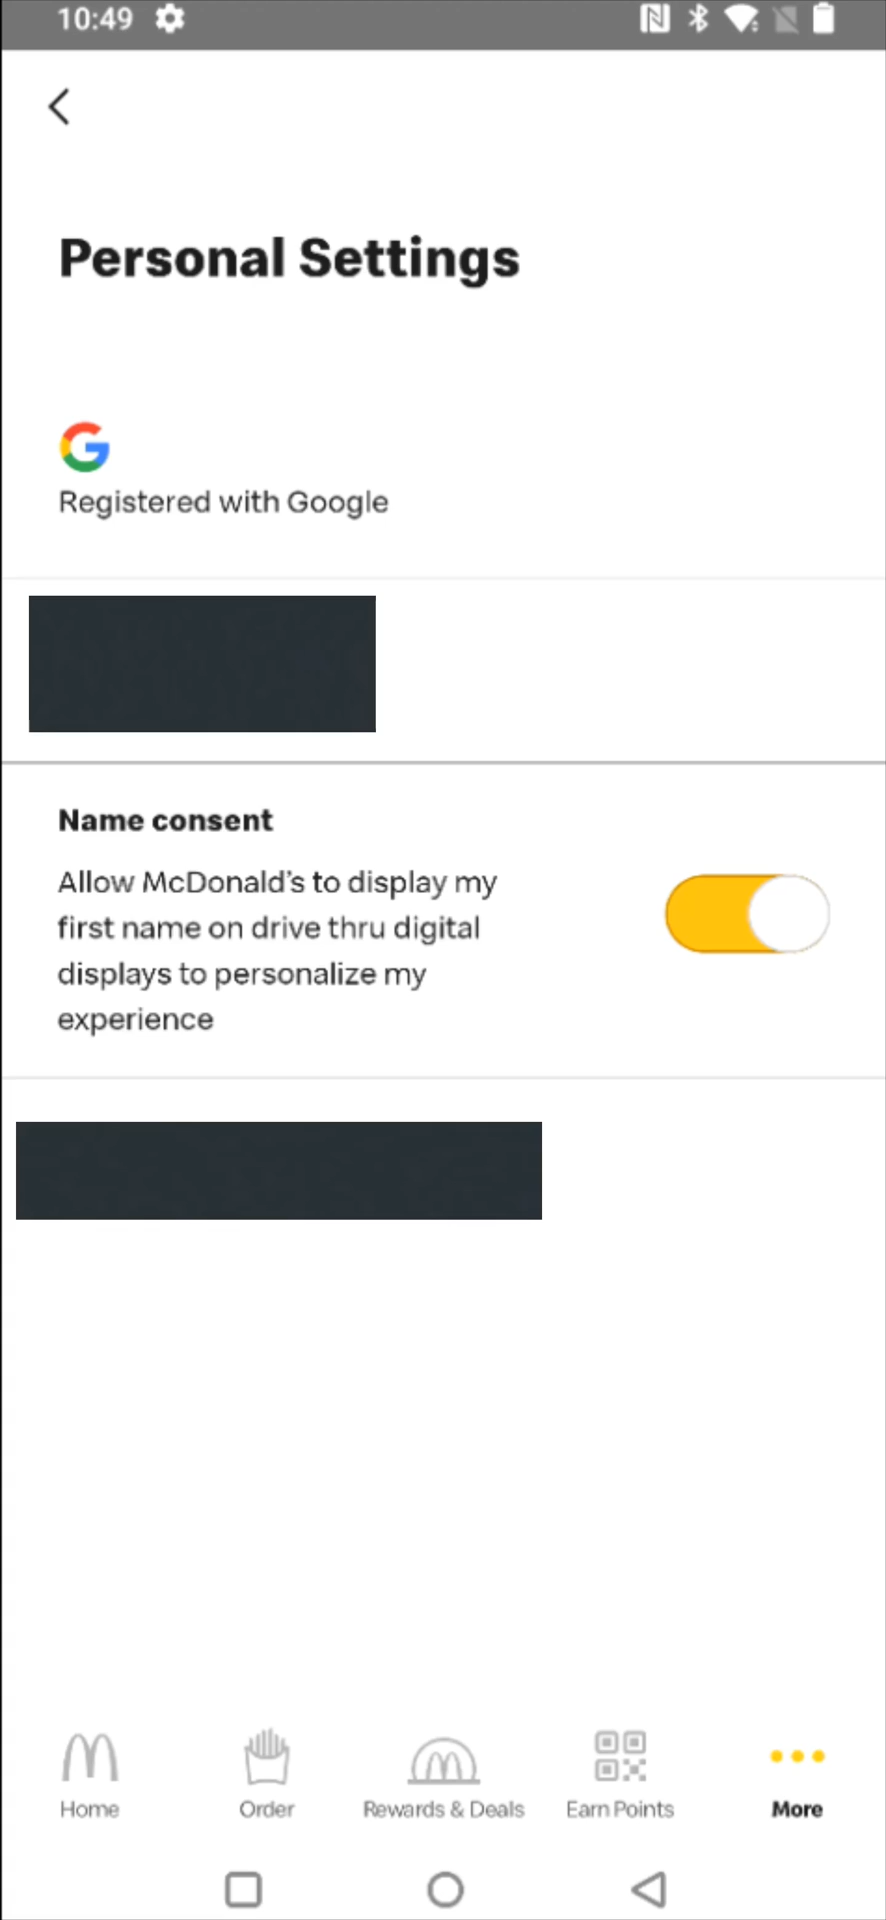 10:49
Personal Settings
Registered with Google
Name consent
Allow McDonald's to display my
first name on drive thru digital
displays to personalize my
experience
Home
Order
Rewards & Deals
Earn Points
More